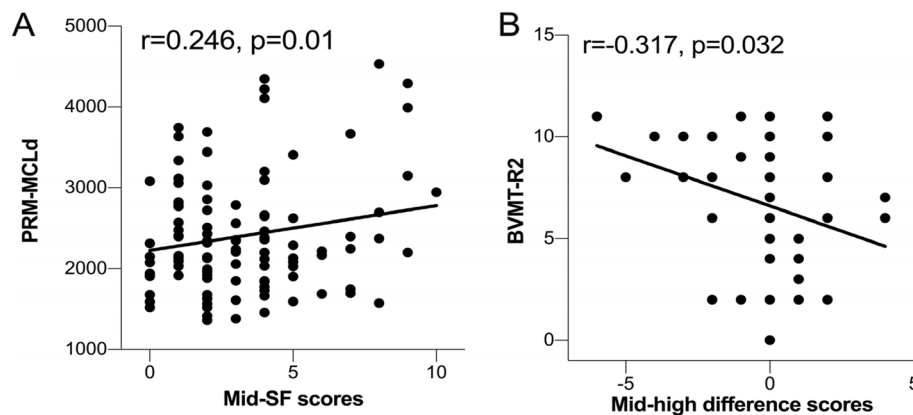 A
r=0.246, p=0.01
PRM-MCLd
5000
4000
3000
2000
1000
0
5
10
Mid-SF scores
B
r=-0.317, p=0.032
BVMT-R2
15
10
5
0
-5
0
5
Mid-high difference scores